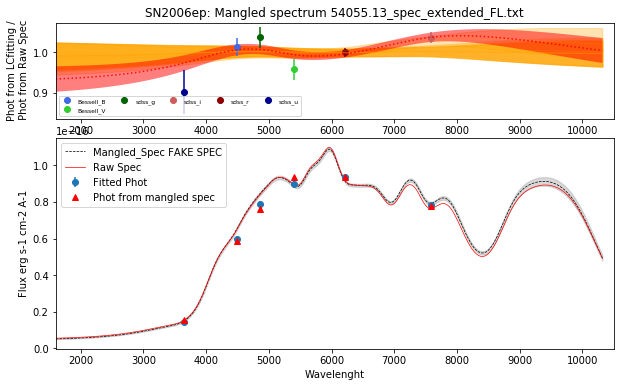 SN2006ep: Mangled spectrum 54055.13_spec_extended_FL.txt
Phot from LCfitting /
Phot from Raw Spec
1.0
0.9
Bessell_B sdss_g sdss_i sdss_r sdss_u
Bessell_V
2000 3000 4000 5000 6000 7000 8000 9000 10000
Flux erg s-1 cm-2 A-1
1.0
0.8
0.6
0.4
0.2
0.0
Mangled_Spec FAKE SPEC
Raw Spec
Fitted Phot
Phot from mangled spec
2000 3000 4000 5000 6000 7000 8000 9000 10000
Wavelenght